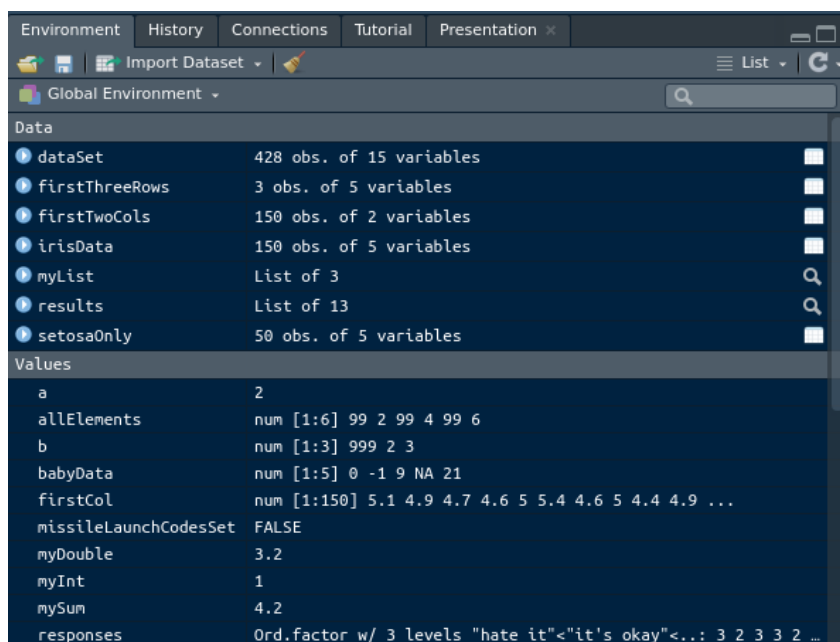 Environment History Connections Tutorial Presentation
Import Dataset List
Global Environment
Data
dataSet 428 obs. of 15 variables
firstThreeRows 3 obs. of 5 variables
firstTwoCols 150 obs. of 2 variables
irisData 150 obs. of 5 variables
myList List of 3
results List of 13
setosaOnly 50 obs. of 5 variables
Values
a 2
allElements num [1:6] 99 2 99 4 99 6
b num [1:3] 999 2 3
babyData num [1:5] 0 -1 9 NA 21
firstCol num [1:150] 5.1 4.9 4.7 4.6 5 5.4 4.6 5 4.4 4.9 ...
missileLaunchCodesSet FALSE
myDouble 3.2
myInt 1
mySum 4.2
responses Ord.factor w/ 3 levels "hate it"<"it's okay"<..: 3 2 3 3 2 …